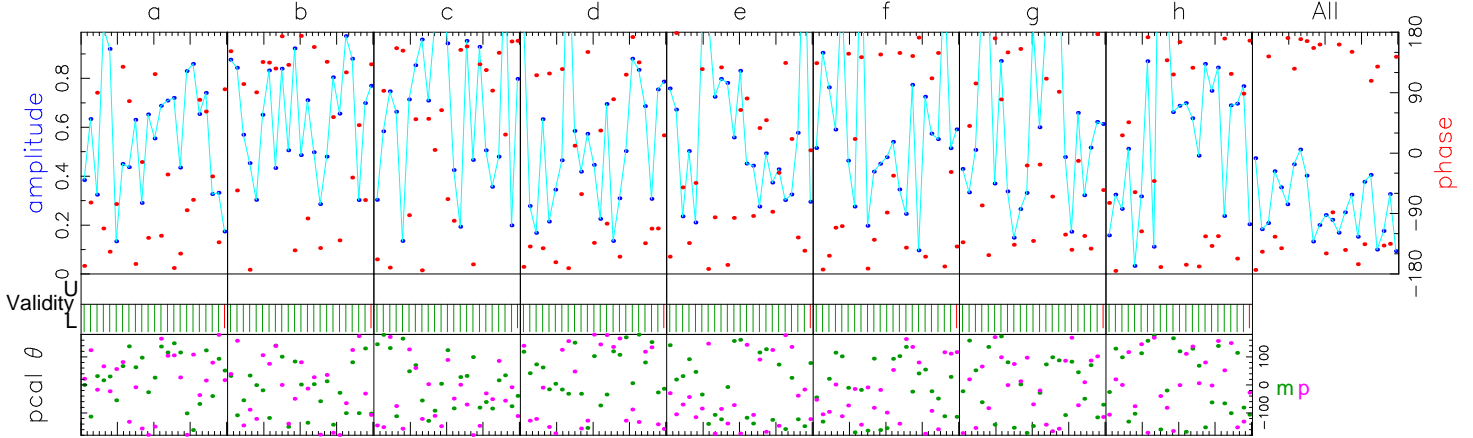 a b c d e f g h All
amplitude
0 0.2 0.4 0.6 0.8
180 90 0 −90 −180
phase
Validity
U
L
pcal θ
100 0 −100
m p